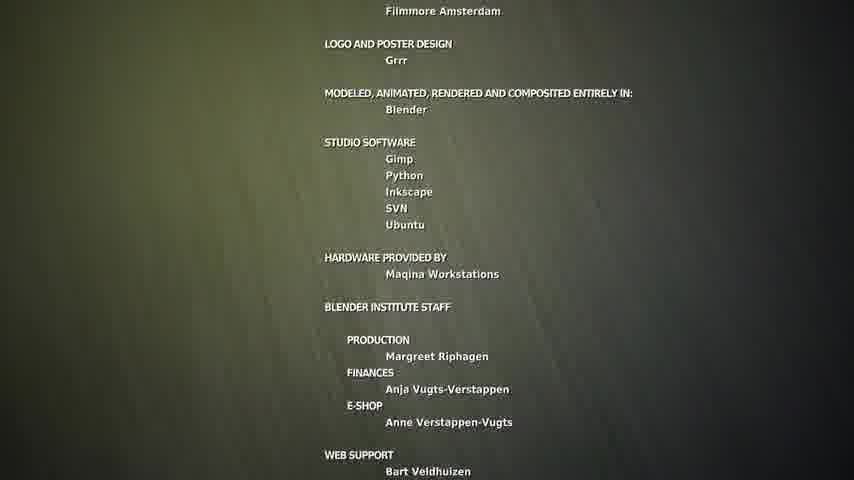 Filmmore Amsterdam
LOGO AND POSTER DESIGN
Grrr
MODELED, ANIMATED, RENDERED AND COMPOSITED ENTIRELY IN:
Blender
STUDIO SOFTWARE
Gimp
Python
Inkscape
SVN
Ubuntu
HARDWARE PROVIDED BY
Maqina Workstations
BLENDER INSTITUTE STAFF
PRODUCTION
Margreet Riphagen
FINANCES
Anja Vugts-Verstappen
E-SHOP
Anne Verstappen-Vugts
WEB SUPPORT
Bart Veldhuizen